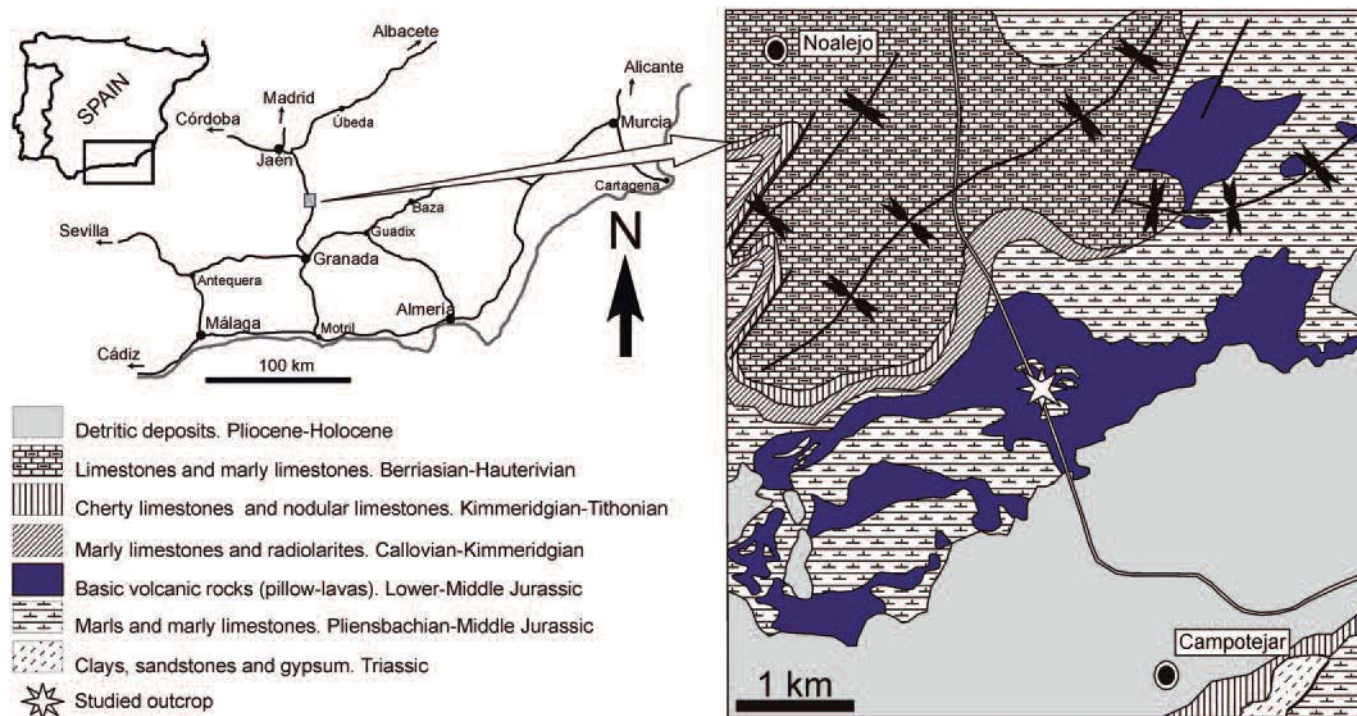 SPAIN
Albacete
Alicante
Madrid
Córdoba
Úbeda
Murcia
Jaén
Cartagena
Baza
Sevilla
Guadix
N
Granada
Antequera
Almería
Málaga
Motril
Cádiz
100 km
Detritic deposits. Pliocene-Holocene
Limestones and marly limestones. Berriasian-Hauterivian
Cherty limestones and nodular limestones. Kimmeridgian-Tithonian
Marly limestones and radiolarites. Callovian-Kimmeridgian
Basic volcanic rocks (pillow-lavas). Lower-Middle Jurassic
Marls and marly limestones. Pliensbachian-Middle Jurassic
Clays, sandstones and gypsum. Triassic
Studied outcrop
Noalejo
Campotejar
1 km